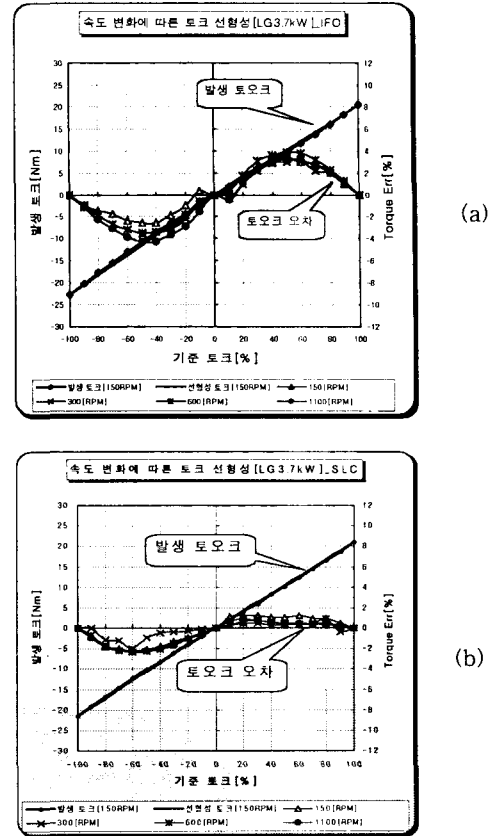 속도 변화에 따른 토크 선형성[LG3.7kW]_IFO
발생 토크[Nm]
30
25
20
15
10
5
0
-5
-10
-15
-20
-25
-30
발생 토오크
토오크 오차
12
10
8
6
4
2
0
-2
-4
-6
-8
-10
-12
Torque Err[%]
-100 -80 -60 -40 -20 0 20 40 60 80 100
기준 토크[%]
발생 토크[150RPM] 선형성 토크[150RPM] 150[RPM]
300[RPM] 600[RPM] 1100[RPM]
(a)
속도 변화에 따른 토크 선형성[LG3.7kW]_SLC
발생 토크[Nm]
30
25
20
15
10
5
0
-5
-10
-15
-20
-25
-30
발생 토오크
토오크 오차
12
10
8
6
4
2
0
-2
-4
-6
-8
-10
-12
Torque Err[%]
-100 -80 -60 -40 -20 0 20 40 60 80 100
기준 토크[%]
발생 토크[150RPM] 선형성 토크[150RPM] 150[RPM]
300[RPM] 600[RPM] 1100[RPM]
(b)